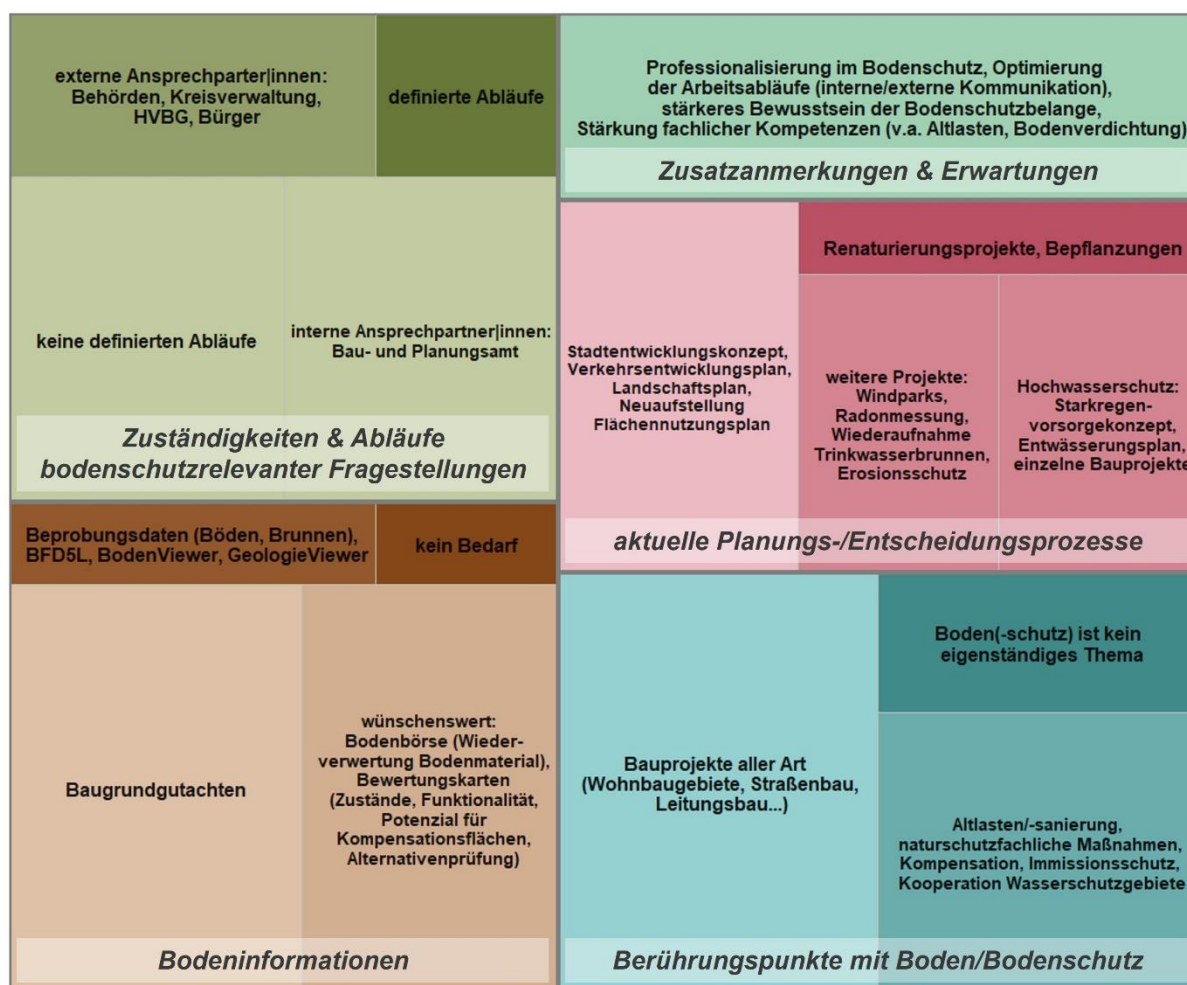 externe Ansprechparter|innen:
Behörden, Kreisverwaltung,
HVBG, Bürger
definierte Abläufe
keine definierten Abläufe
interne Ansprechpartner|innen:
Bau- und Planungsamt
Zuständigkeiten & Abläufe
bodenschutzrelevanter Fragestellungen
Professionalisierung im Bodenschutz, Optimierung
der Arbeitsabläufe (interne/externe Kommunikation),
stärkeres Bewusstsein der Bodenschutzbelange,
Stärkung fachlicher Kompetenzen (v.a. Altlasten, Bodenverdichtung)
Zusatzanmerkungen & Erwartungen
Stadtentwicklungskonzept,
Verkehrsentwicklungsplan,
Landschaftsplan,
Neuaufstellung
Flächennutzungsplan
Renaturierungsprojekte, Bepflanzungen
weitere Projekte:
Windparks,
Radonmessung,
Wiederaufnahme
Trinkwasserbrunnen,
Erosionsschutz
Hochwasserschutz:
Starkregen-
vorsorgekonzept,
Entwässerungsplan,
einzelne Bauprojekte
aktuelle Planungs-/Entscheidungsprozesse
Beprobungsdaten (Böden, Brunnen),
BFD5L, BodenViewer, GeologieViewer
kein Bedarf
Baugrundgutachten
wünschenswert:
Bodenbörse (Wieder-
verwertung Bodenmaterial),
Bewertungskarten
(Zustände, Funktionalität,
Potenzial für
Kompensationsflächen,
Alternativenprüfung)
Bodeninformationen
Bauprojekte aller Art
(Wohnbaugebiete, Straßenbau,
Leitungsbau...)
Boden(-schutz) ist kein
eigenständiges Thema
Altlasten/-sanierung,
naturschutzfachliche Maßnahmen,
Kompensation, Immissionsschutz,
Kooperation Wasserschutzgebiete
Berührungspunkte mit Boden/Bodenschutz